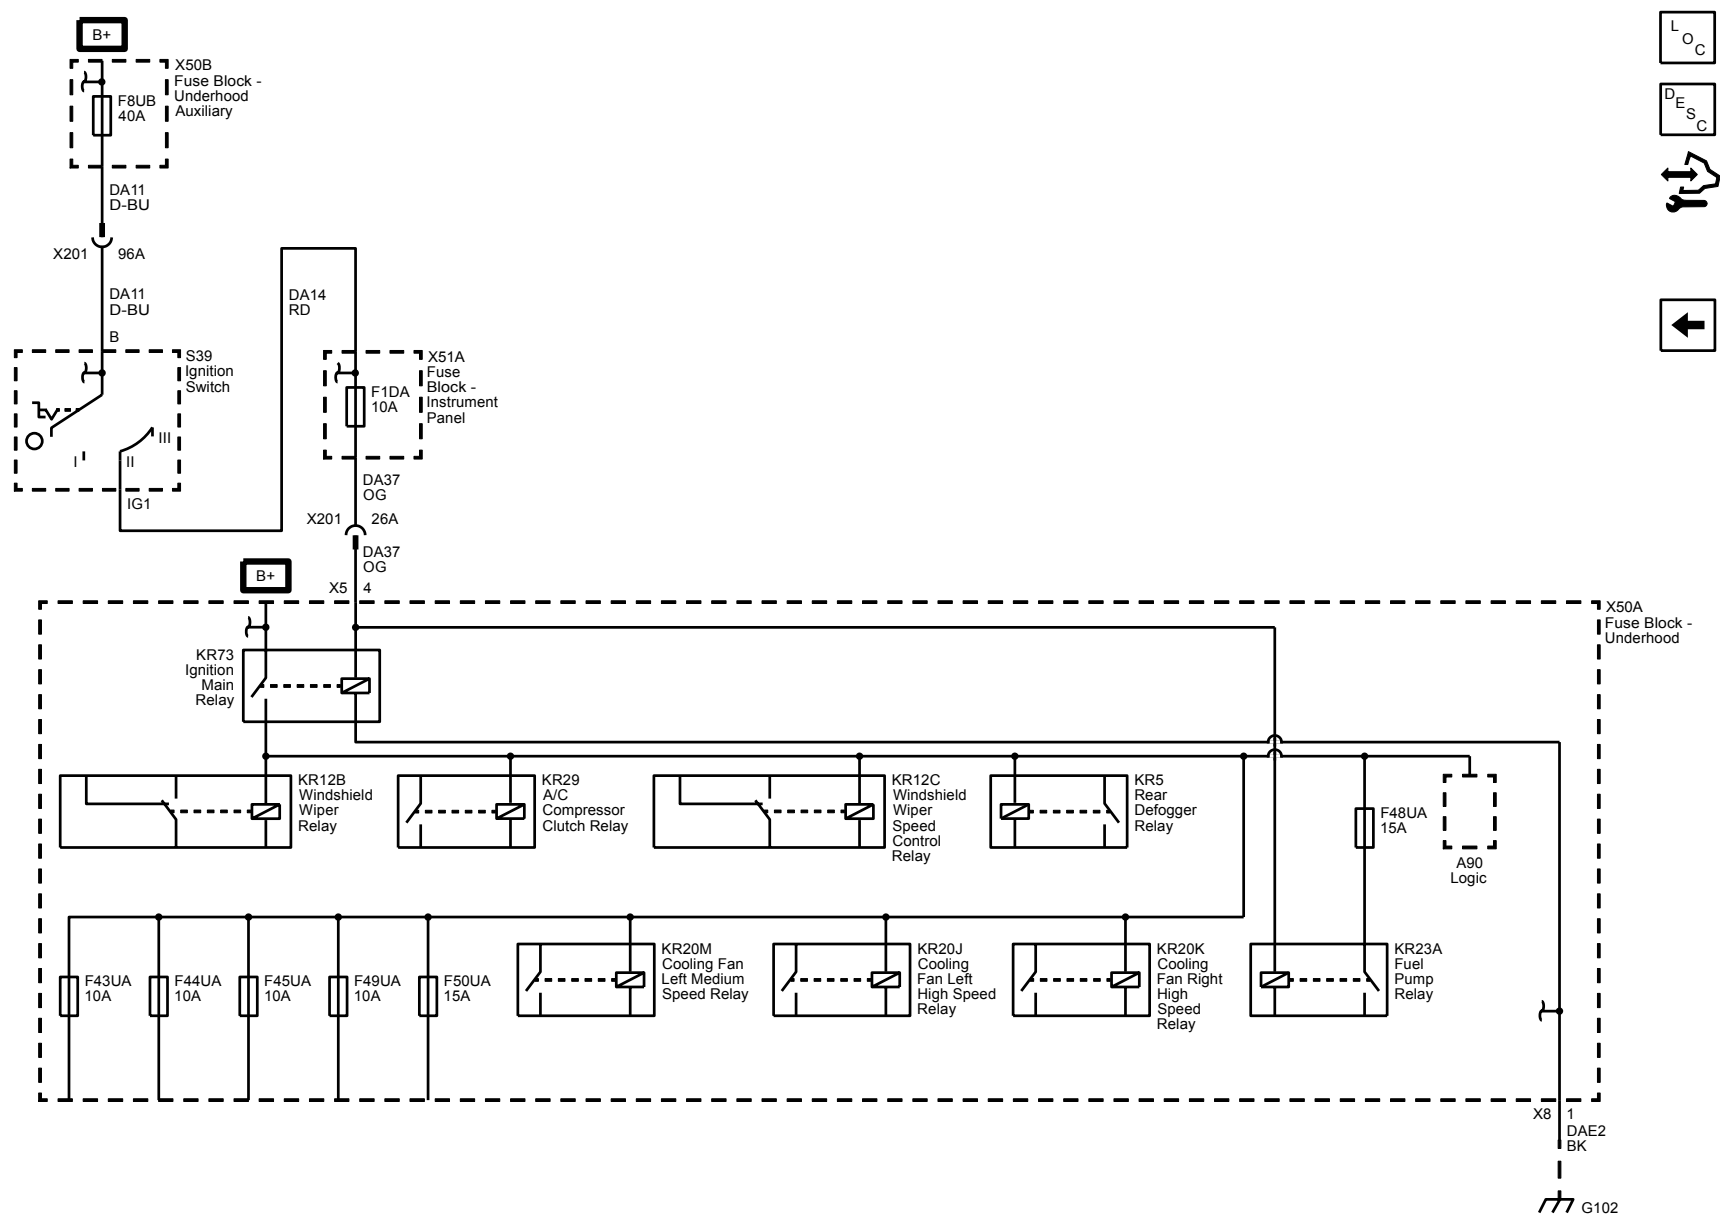 B+
X50B
Fuse Block -
Underhood
Auxiliary
F8UB
40A
DA11
D-BU
X201
96A
DA11
D-BU
B
S39
Ignition
Switch
I
II
III
IG1
DA14
RD
X51A
Fuse
Block -
Instrument
Panel
F1DA
10A
DA37
OG
X201
26A
DA37
OG
B+
X5
4
X50A
Fuse Block -
Underhood
KR73
Ignition
Main
Relay
KR12B
Windshield
Wiper
Relay
KR29
A/C
Compressor
Clutch Relay
KR12C
Windshield
Wiper
Speed
Control
Relay
KR5
Rear
Defogger
Relay
F48UA
15A
A90
Logic
F43UA
10A
F44UA
10A
F45UA
10A
F49UA
10A
F50UA
15A
KR20M
Cooling Fan
Left Medium
Speed Relay
KR20J
Cooling
Fan Left
High Speed
Relay
KR20K
Cooling
Fan Right
High
Speed
Relay
KR23A
Fuel
Pump
Relay
X8
1
DAE2
BK
G102
LOC
DESC